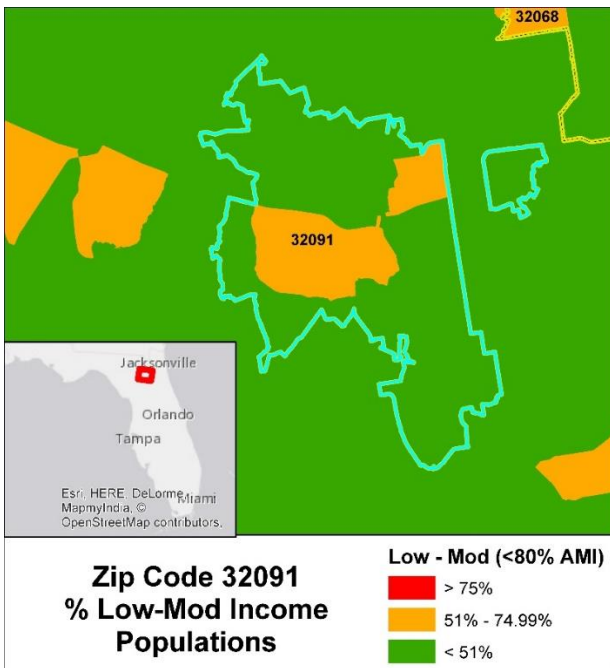 32068
32091
Jacksonville
Orlando
Tampa
Miami
Esri, HERE, DeLorme,
MapmyIndia, ©
OpenStreetMap contributors,
Zip Code 32091
% Low-Mod Income
Populations
Low - Mod (<80% AMI)
> 75%
51% - 74.99%
< 51%